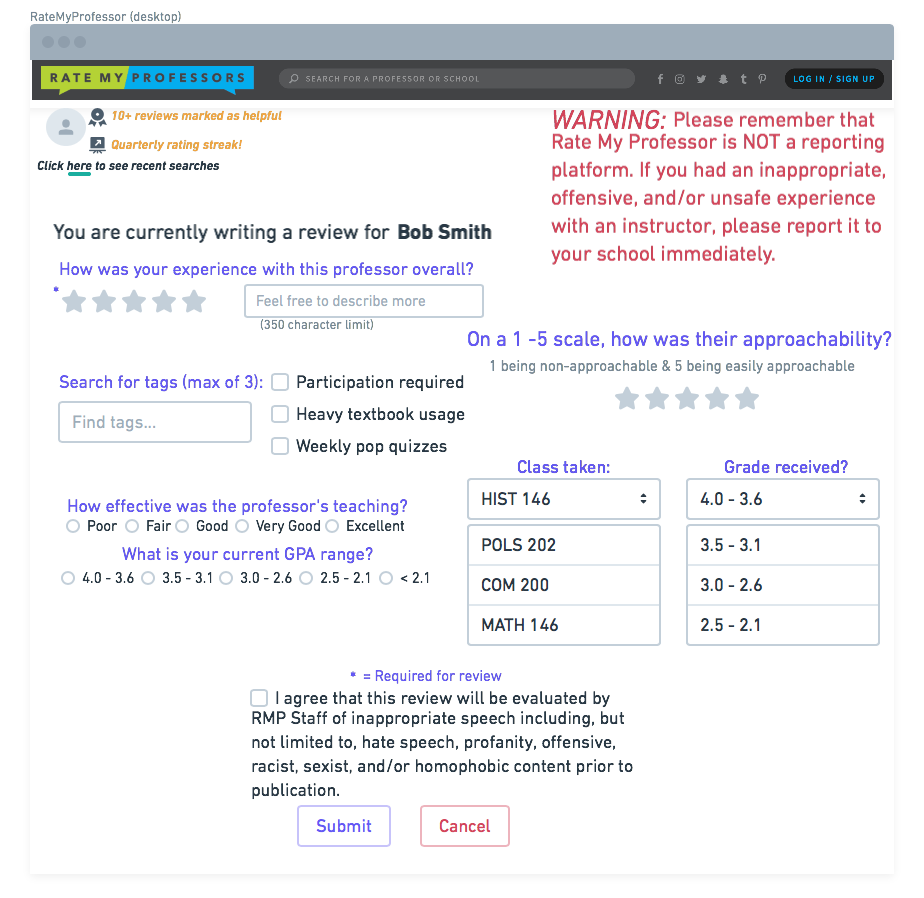 RateMyProfessor (desktop)
RATE MY PROFESSORS
SEARCH FOR A PROFESSOR OR SCHOOL
LOG IN / SIGN UP
10+ reviews marked as helpful
Quarterly rating streak!
Click here to see recent searches
WARNING: Please remember that
Rate My Professor is NOT a reporting
platform. If you had an inappropriate,
offensive, and/or unsafe experience
with an instructor, please report it to
your school immediately.
You are currently writing a review for Bob Smith
How was your experience with this professor overall?
*
Feel free to describe more
(350 character limit)
On a 1 -5 scale, how was their approachability?
1 being non-approachable & 5 being easily approachable
Search for tags (max of 3):
Find tags...
Participation required
Heavy textbook usage
Weekly pop quizzes
Class taken:
HIST 146
POLS 202
COM 200
MATH 146
Grade received?
4.0 - 3.6
3.5 - 3.1
3.0 - 2.6
2.5 - 2.1
How effective was the professor's teaching?
Poor Fair Good Very Good Excellent
What is your current GPA range?
4.0 - 3.6 3.5 - 3.1 3.0 - 2.6 2.5 - 2.1 < 2.1
* = Required for review
I agree that this review will be evaluated by
RMP Staff of inappropriate speech including, but
not limited to, hate speech, profanity, offensive,
racist, sexist, and/or homophobic content prior to
publication.
Submit
Cancel